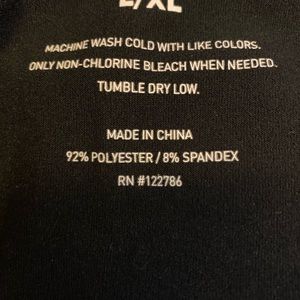 L/XL
MACHINE WASH COLD WITH LIKE COLORS.
ONLY NON-CHLORINE BLEACH WHEN NEEDED.
TUMBLE DRY LOW.
MADE IN CHINA
92% POLYESTER / 8% SPANDEX
RN #122786